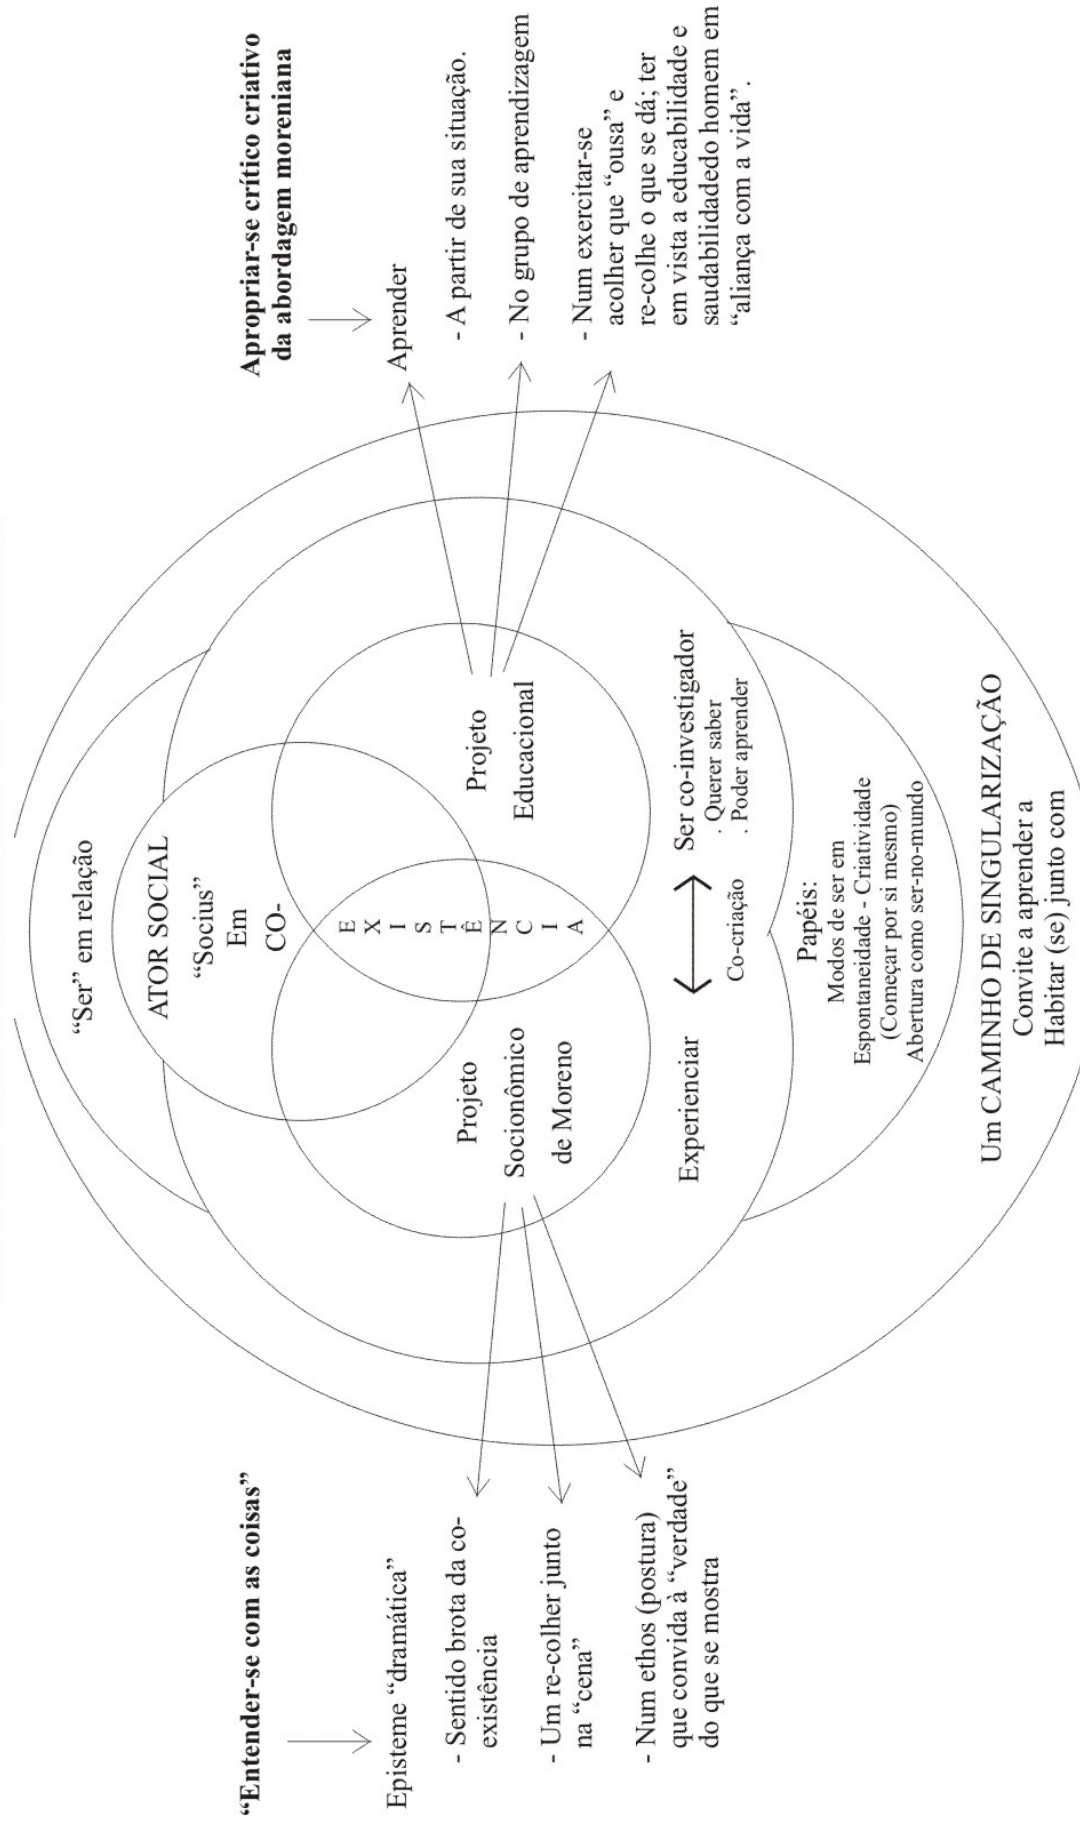 “Entender-se com as coisas”
Episteme “dramática”
- Sentido brota da co-
existência
- Um re-colher junto
na “cena”
- Num ethos (postura)
que convida à “verdade”
do que se mostra
“Ser” em relação
ATOR SOCIAL
“Socius”
Em
CO-
E
X
I
S
T
Ê
N
C
I
A
Projeto
Socionômico
de Moreno
Projeto
Educacional
Experienciar
Co-criação
Ser co-investigador
. Querer saber
. Poder aprender
Papéis:
Modos de ser em
Espontaneidade - Criatividade
(Começar por si mesmo)
Abertura como ser-no-mundo
Um CAMINHO DE SINGULARIZAÇÃO
Convite a aprender a
Habitar (se) junto com
Apropriar-se crítico criativo
da abordagem moreniana
Aprender
- A partir de sua situação.
- No grupo de aprendizagem
- Num exercitar-se
acolher que “ousa” e
re-colhe o que se dá; ter
em vista a educabilidade e
saudabilidadedo homem em
“aliança com a vida”.